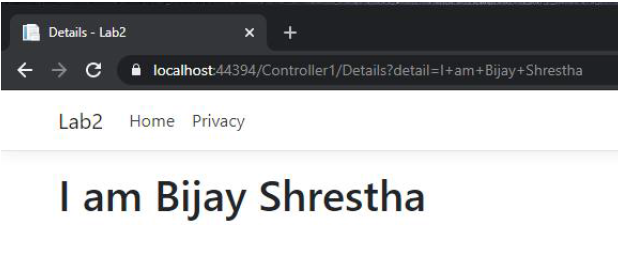 Details - Lab2
localhost:44394/Controller1/Details?detail=I+am+Bijay+Shrestha
Lab2 Home Privacy
I am Bijay Shrestha